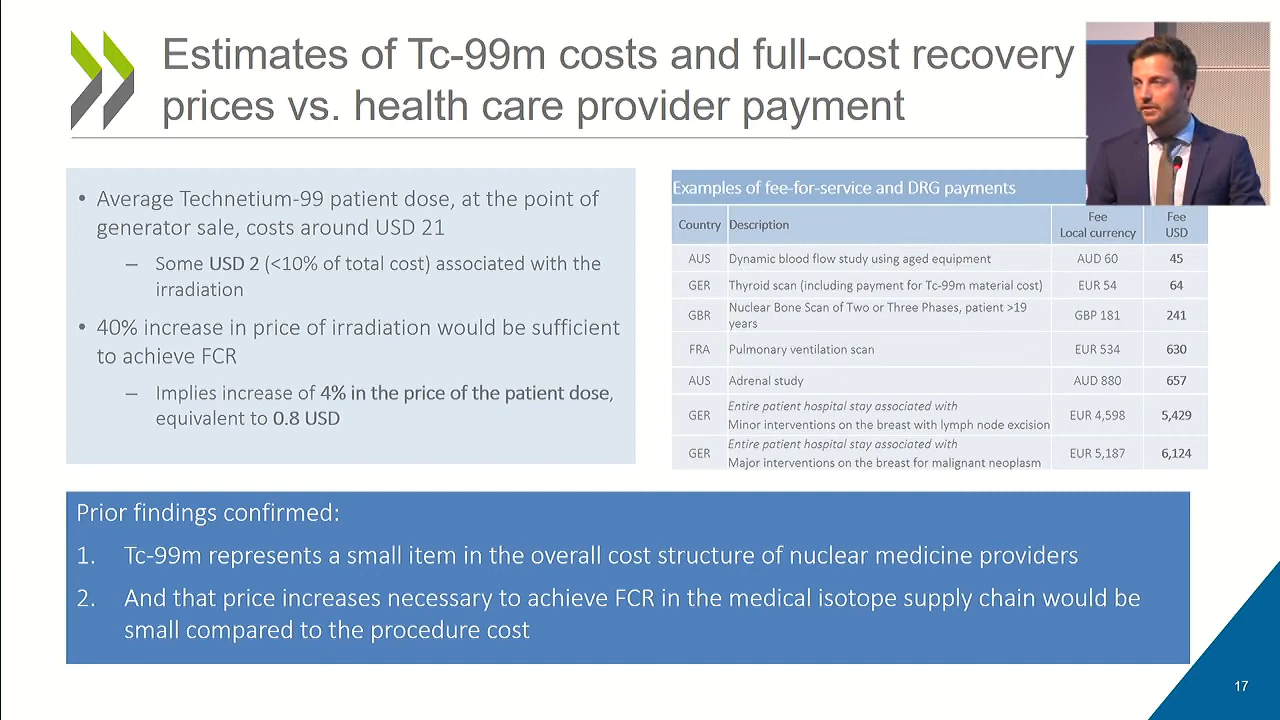 Estimates of Tc-99m costs and full-cost recovery
prices vs. health care provider payment
• Average Technetium-99 patient dose, at the point of
generator sale, costs around USD 21
– Some USD 2 (<10% of total cost) associated with the
irradiation
• 40% increase in price of irradiation would be sufficient
to achieve FCR
– Implies increase of 4% in the price of the patient dose,
equivalent to 0.8 USD
Examples of fee-for-service and DRG payments
Country Description Fee Local currency Fee USD
AUS Dynamic blood flow study using aged equipment AUD 60 45
GER Thyroid scan (including payment for Tc-99m material cost) EUR 54 64
GBR Nuclear Bone Scan of Two or Three Phases, patient >19
years GBP 181 241
FRA Pulmonary ventilation scan EUR 534 630
AUS Adrenal study AUD 880 657
GER Entire patient hospital stay associated with
Minor interventions on the breast with lymph node excision EUR 4,598 5,429
GER Entire patient hospital stay associated with
Major interventions on the breast for malignant neoplasm EUR 5,187 6,124
Prior findings confirmed:
1. Tc-99m represents a small item in the overall cost structure of nuclear medicine providers
2. And that price increases necessary to achieve FCR in the medical isotope supply chain would be
small compared to the procedure cost
17